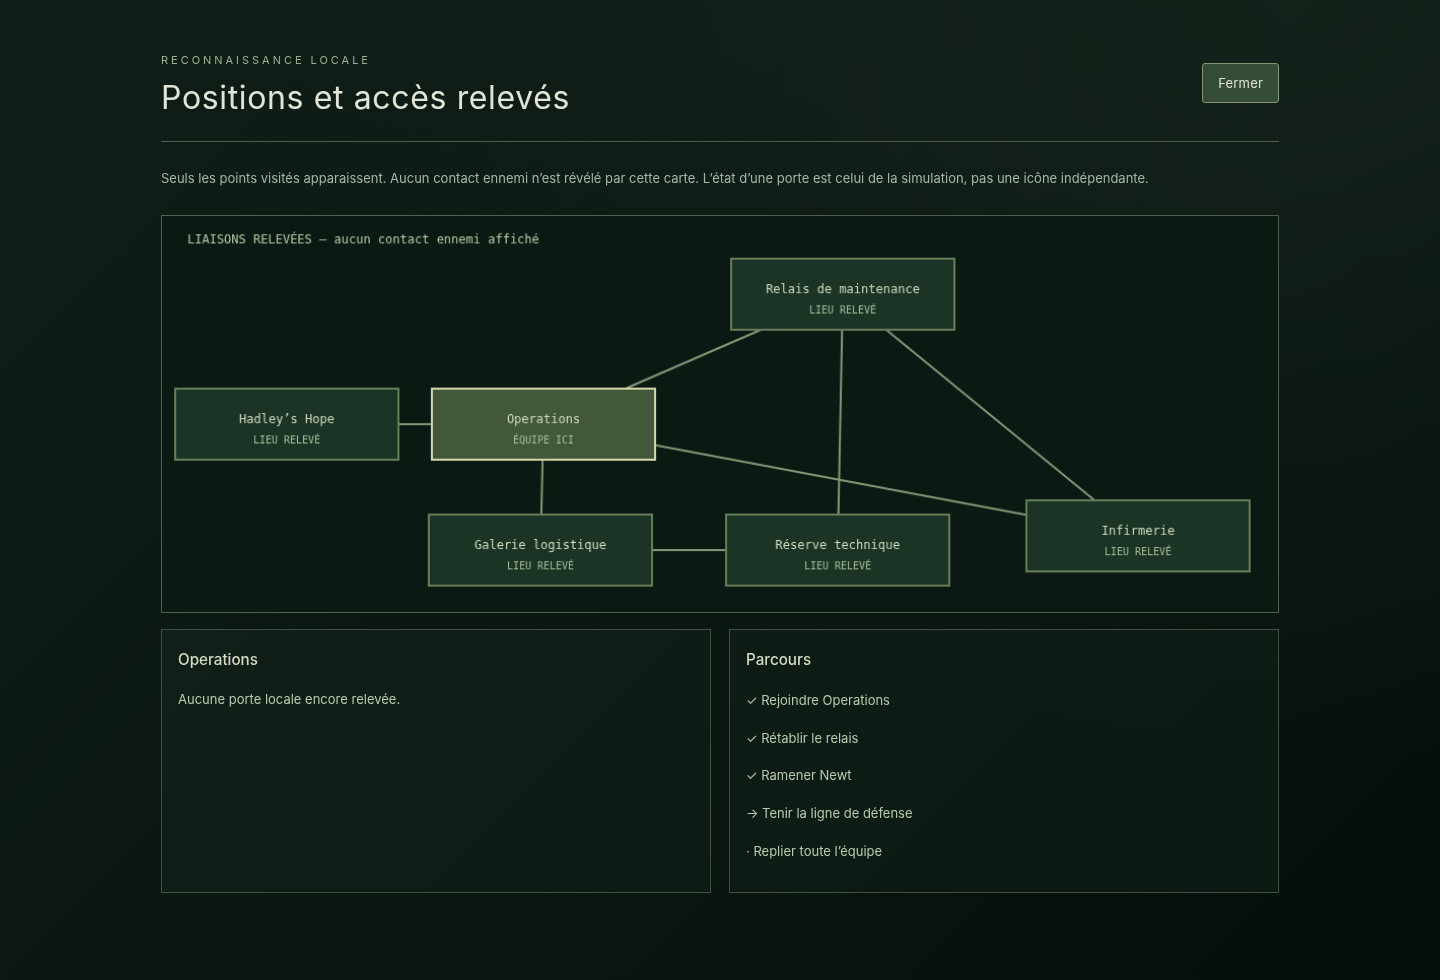 RECONNAISSANCE LOCALE
Positions et accès relevés
Fermer
Seuls les points visités apparaissent. Aucun contact ennemi n’est révélé par cette carte. L’état d’une porte est celui de la simulation, pas une icône indépendante.
LIAISONS RELEVÉES — aucun contact ennemi affiché
Relais de maintenance
LIEU RELEVÉ
Hadley’s Hope
LIEU RELEVÉ
Operations
ÉQUIPE ICI
Galerie logistique
LIEU RELEVÉ
Réserve technique
LIEU RELEVÉ
Infirmerie
LIEU RELEVÉ
Operations
Aucune porte locale encore relevée.
Parcours
✓ Rejoindre Operations
✓ Rétablir le relais
✓ Ramener Newt
→ Tenir la ligne de défense
· Replier toute l’équipe